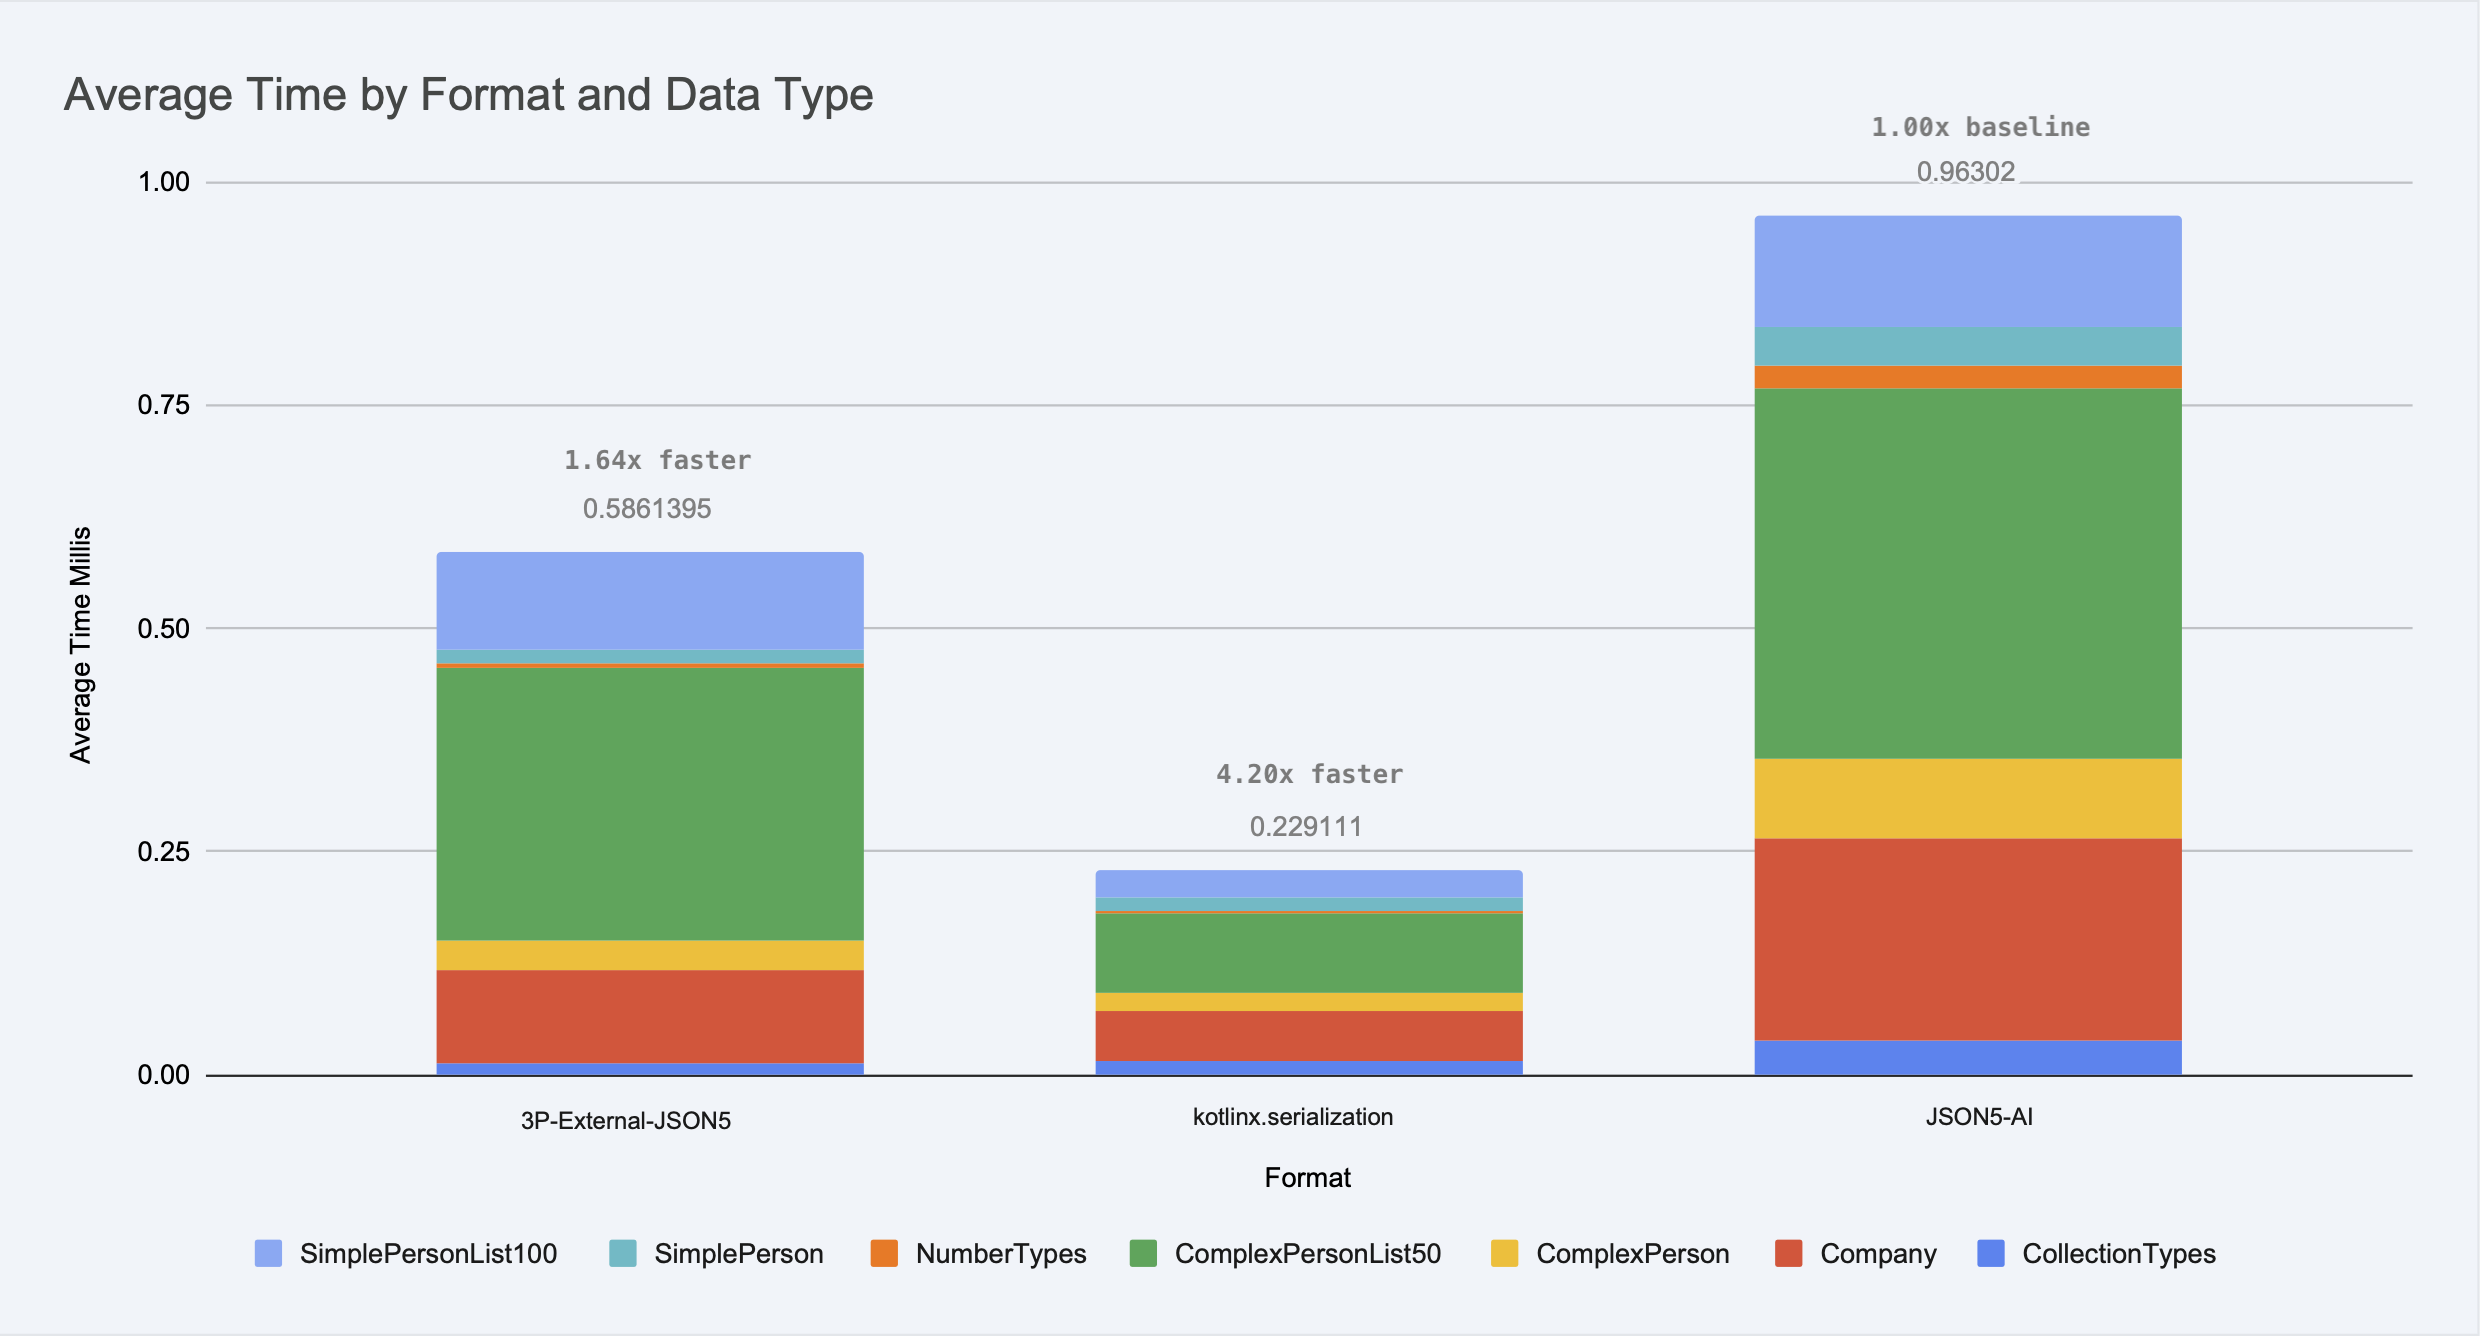 Average Time by Format and Data Type
1.00x baseline
0.96302
1.00
0.75
1.64x faster
0.5861395
0.50
4.20x faster
0.229111
0.25
0.00
Average Time Millis
3P-External-JSON5
kotlinx.serialization
JSON5-AI
Format
SimplePersonList100
SimplePerson
NumberTypes
ComplexPersonList50
ComplexPerson
Company
CollectionTypes